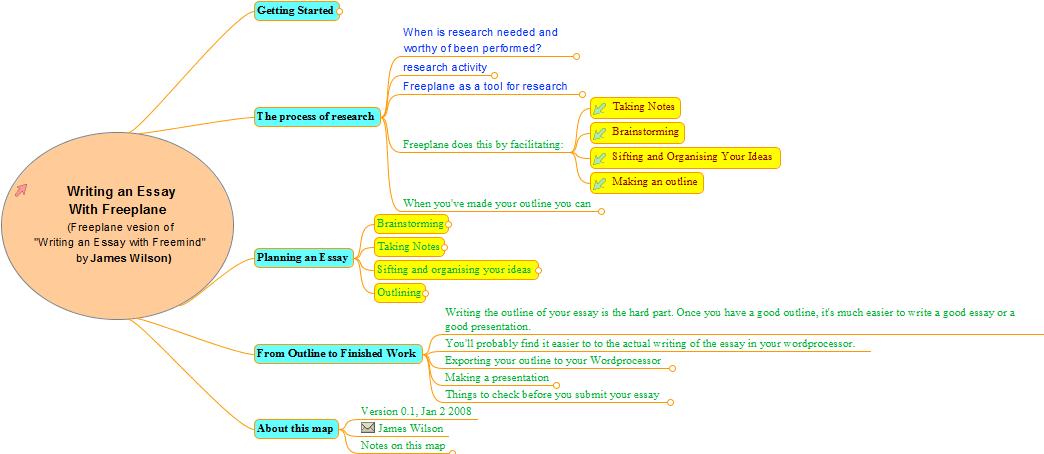 Getting Started
When is research needed and
worthy of been performed?
research activity
Freeplane as a tool for research
The process of research
Freeplane does this by facilitating:
Taking Notes
Brainstorming
Sifting and Organising Your Ideas
Making an outline
When you've made your outline you can
Writing an Essay
With Freeplane
(Freeplane vesion of
"Writing an Essay with Freemind"
by James Wilson)
Planning an Essay
Brainstorming
Taking Notes
Sifting and organising your ideas
Outlining
From Outline to Finished Work
Writing the outline of your essay is the hard part. Once you have a good outline, it's much easier to write a good essay or a
good presentation.
You'll probably find it easier to to the actual writing of the essay in your wordprocessor.
Exporting your outline to your Wordprocessor
Making a presentation
Things to check before you submit your essay
About this map
Version 0.1, Jan 2 2008
James Wilson
Notes on this map